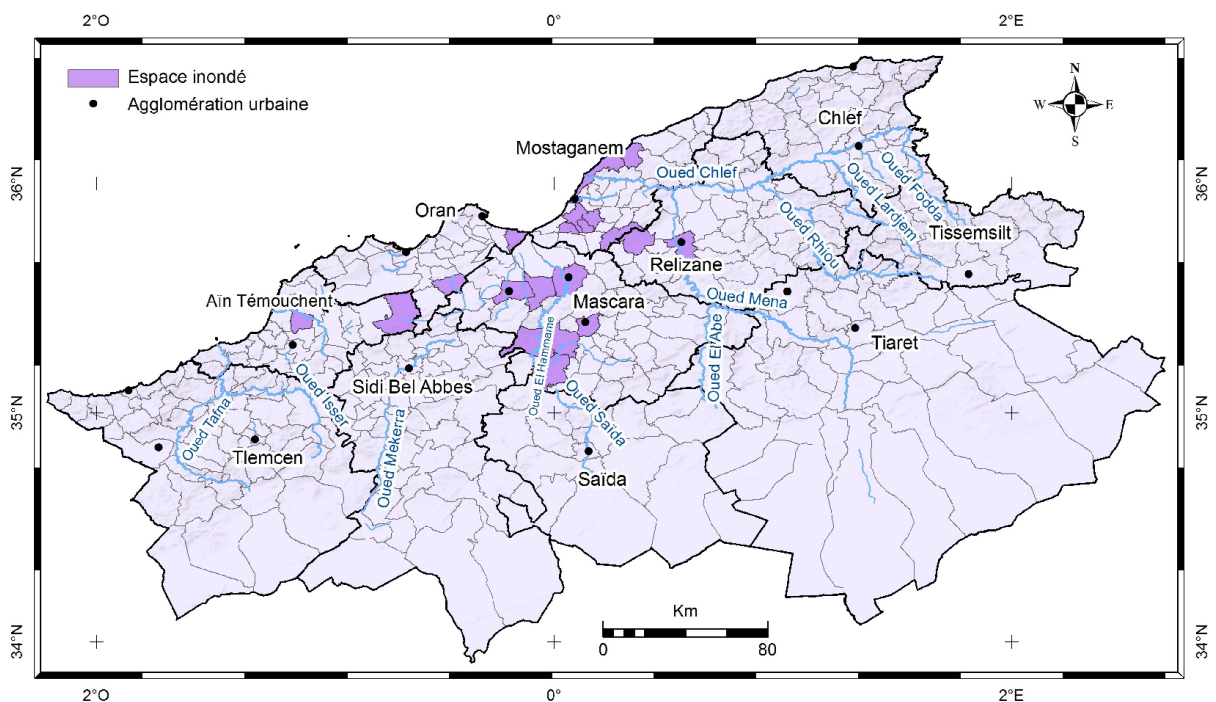 2°O 0° 2°E
Espace inondé
Agglomération urbaine
N
W E
S
Chlef
Mostaganem
Oued Chlef
36°N
36°N
Oued Fodda
Oued Lardjem
Oran
Oued Rhiou
Tissemsilt
Relizane
Aïn Témouchent
Mascara
Oued Mena
Tiaret
Oued El Hammame
Oued El Abe
Oued Isser
Sidi Bel Abbes
35°N
35°N
Oued Tafna
Oued Saïda
Oued Mekerra
Tlemcen
Saïda
Km
0 80
34°N
34°N
2°O 0° 2°E